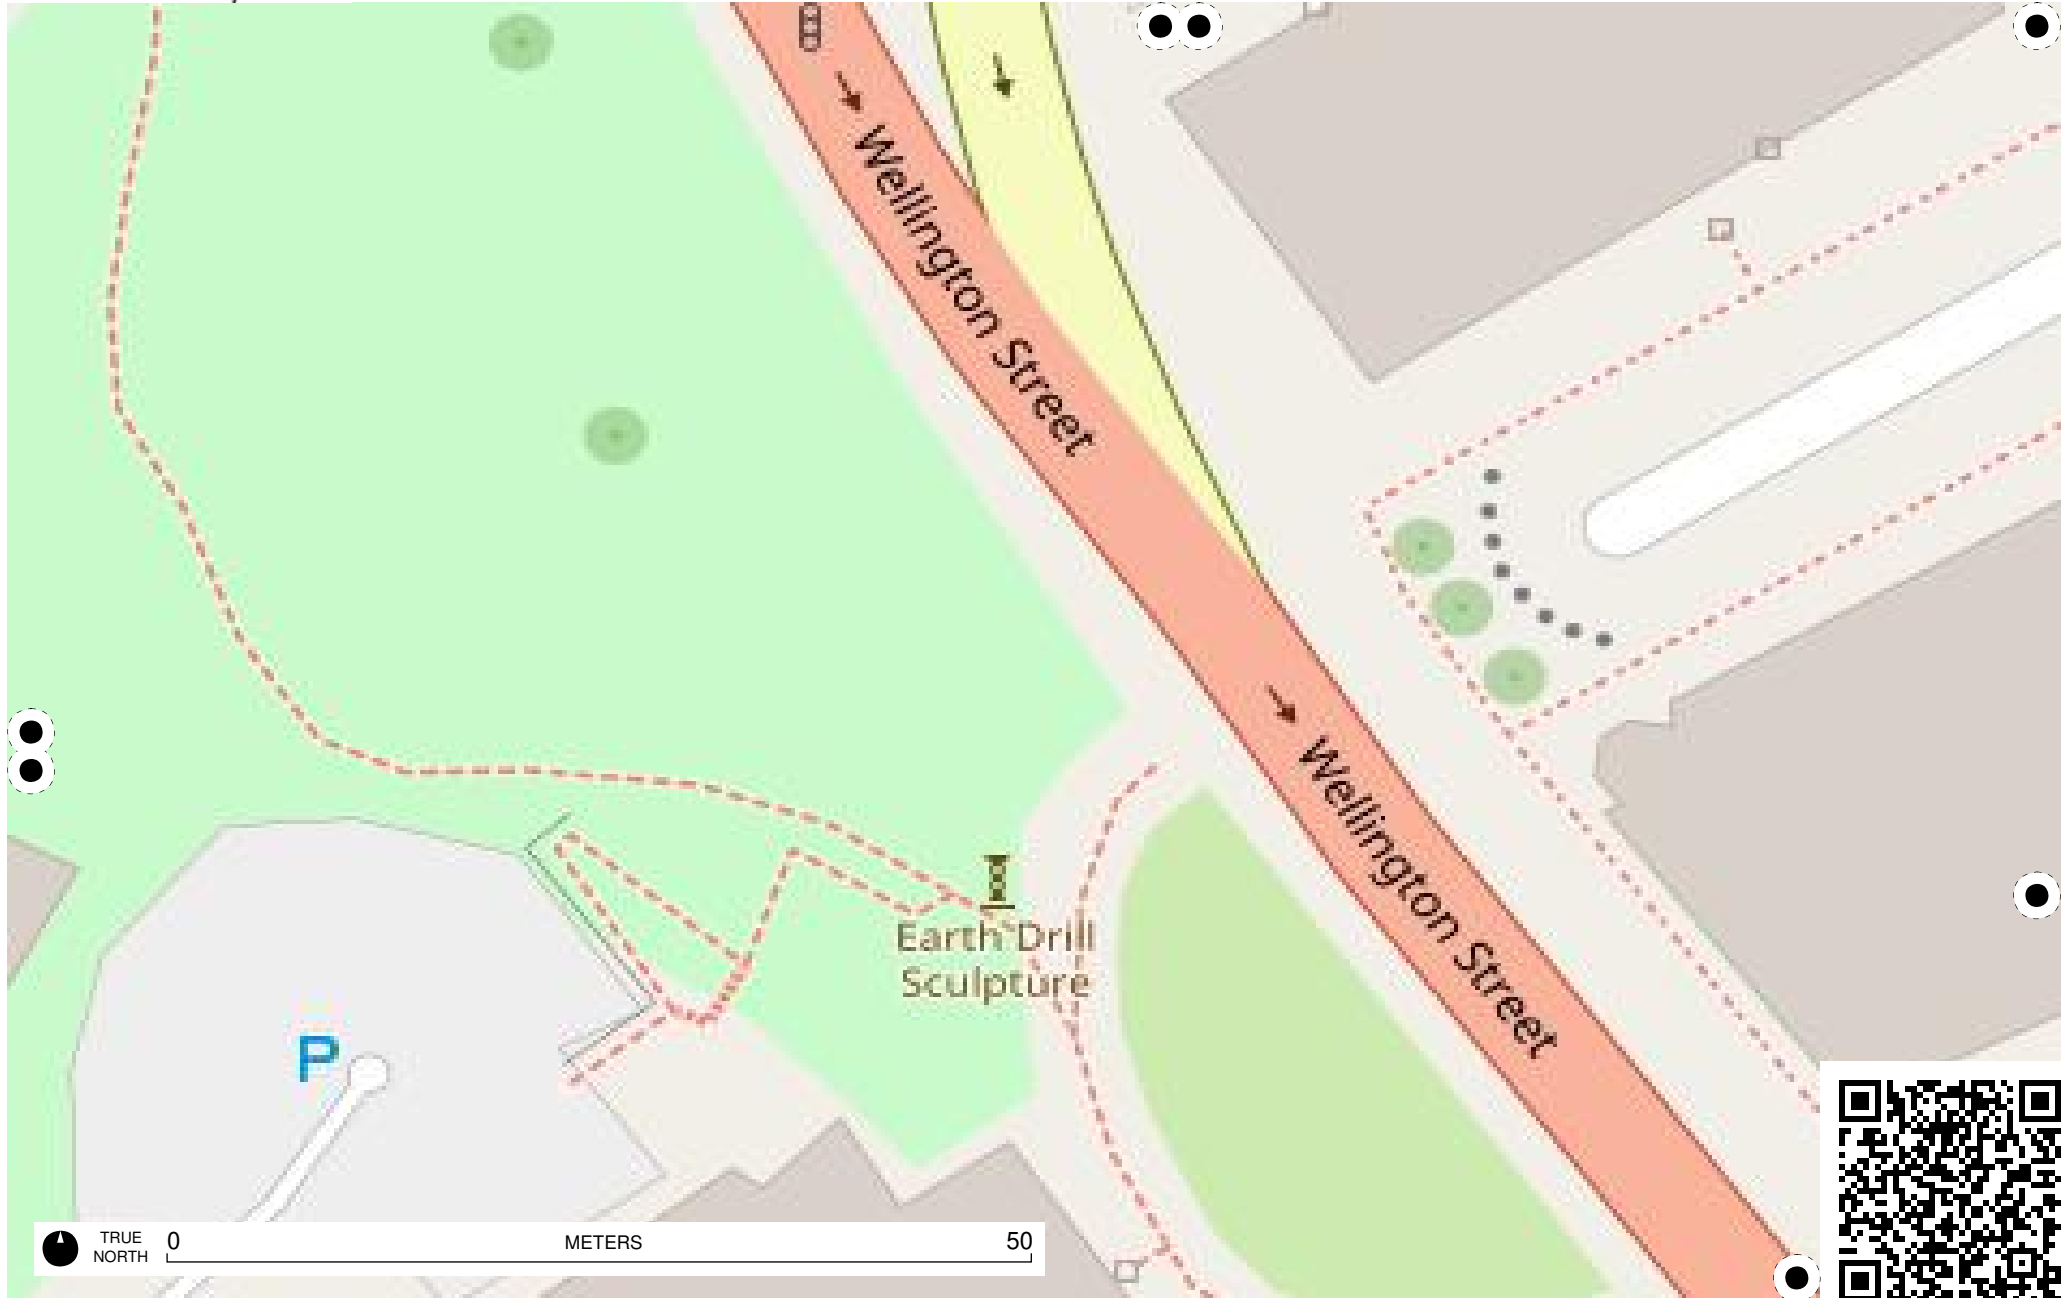 Wellington Street
Wellington Street
Earth Drill
Sculpture
P
TRUE
NORTH
0
METERS
50